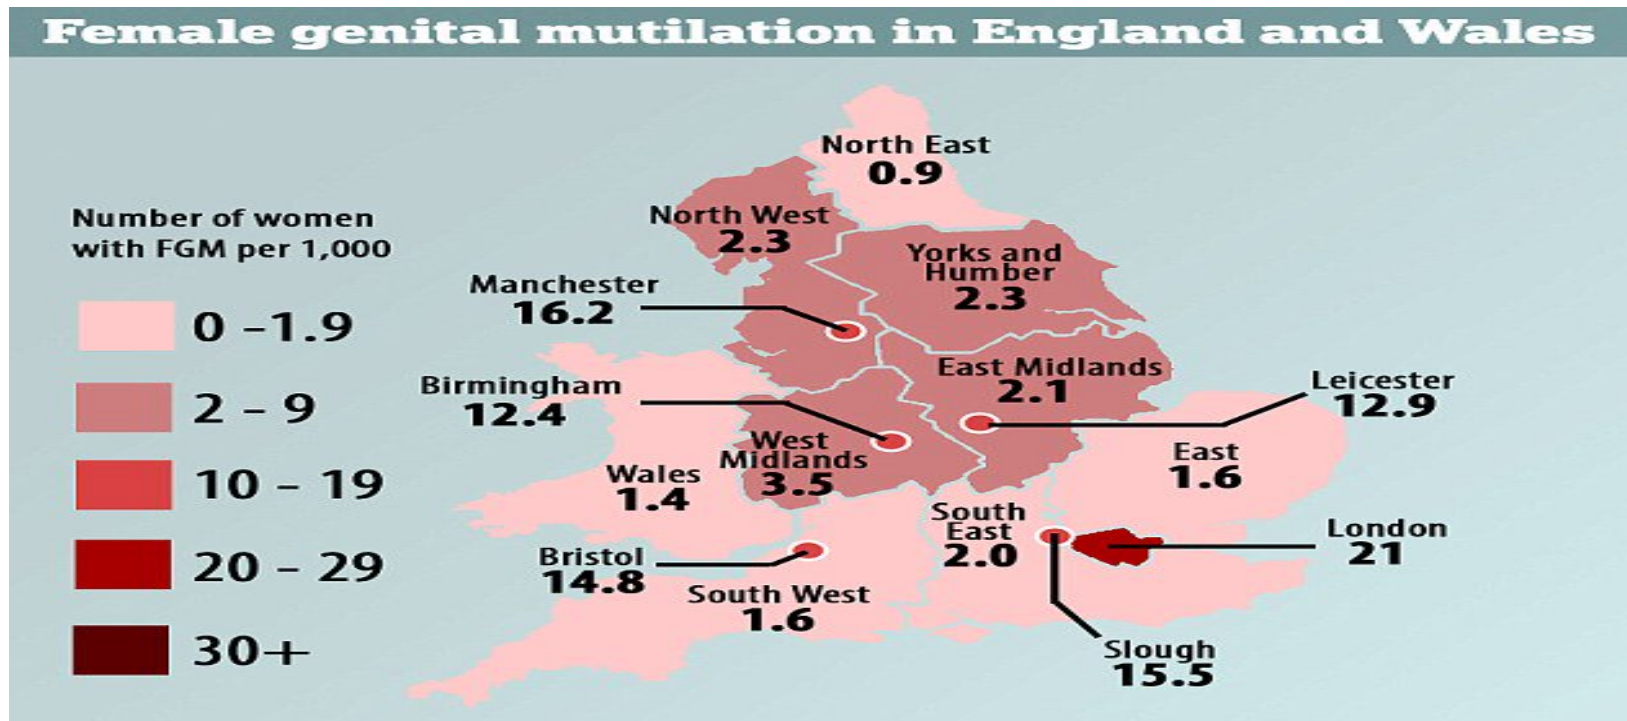 Female genital mutilation in England and Wales
Number of women
with FGM per 1,000
0 –1.9
2 – 9
10 – 19
20 – 29
30+
North East
0.9
North West
2.3
Yorks and
Humber
2.3
Manchester
16.2
East Midlands
2.1
Leicester
12.9
Birmingham
12.4
West
Midlands
3.5
Wales
1.4
East
1.6
South
East
2.0
London
21
Bristol
14.8
South West
1.6
Slough
15.5